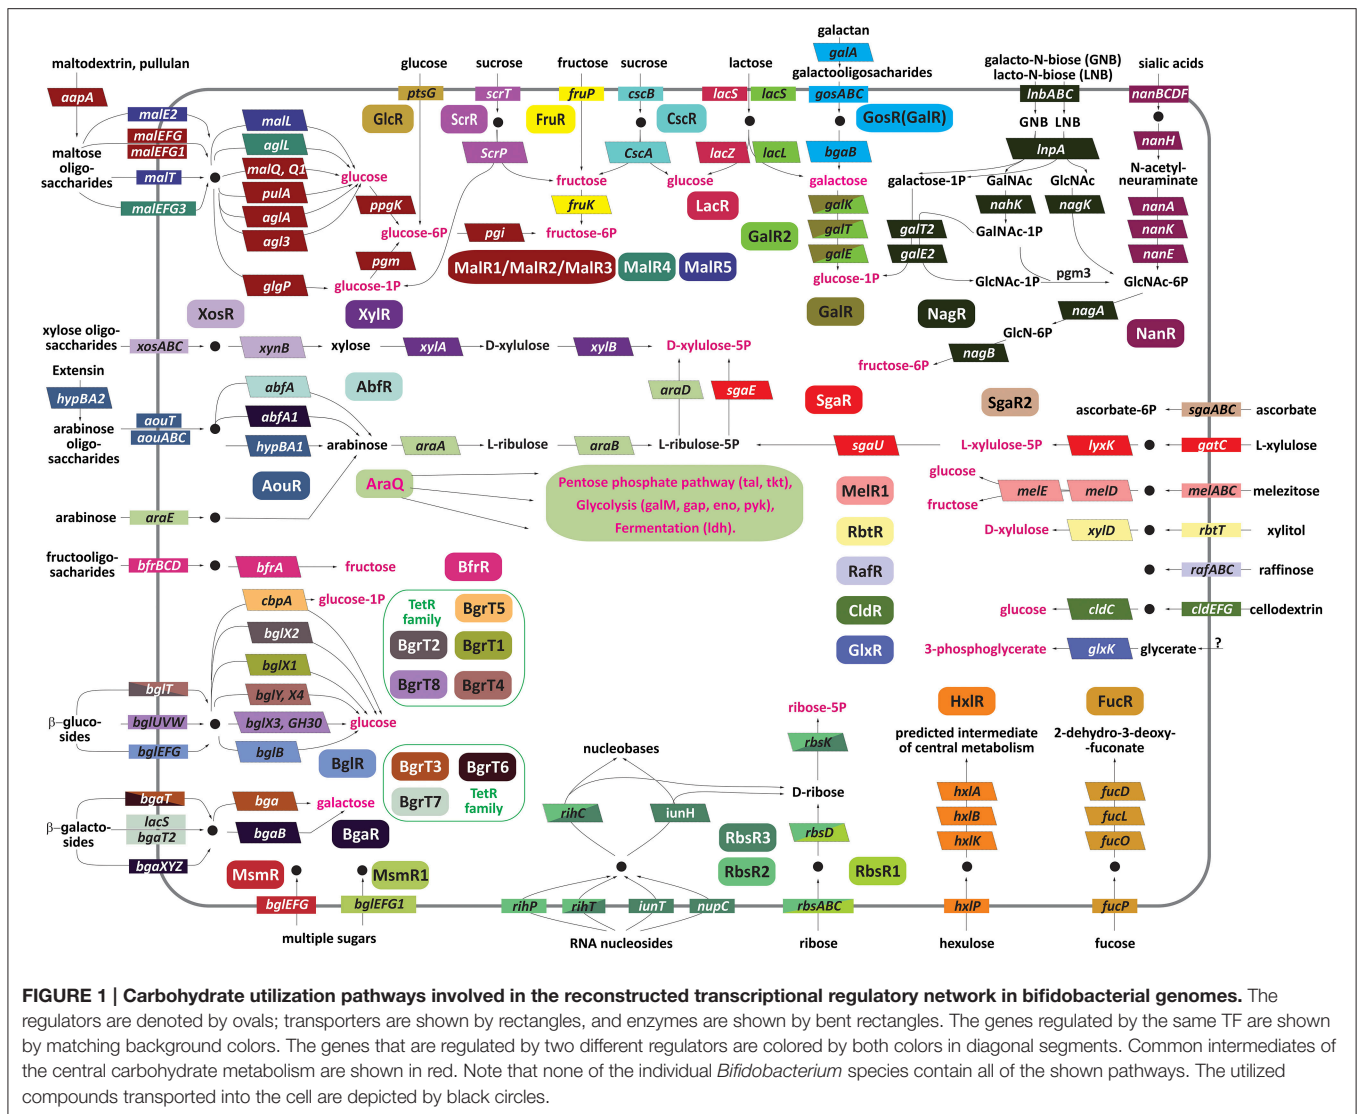 galactan
galA
maltodextrin, pullulan
glucose
sucrose
fructose
sucrose
lactose
galactooligosacharides
galacto-N-biose (GNB)
lacto-N-biose (LNB)
sialic acids
aapA
ptsG
scrT
fruP
cscB
lacS
lacS
gosABC
lnbABC
nanBCDF
malE2
malEFG
malEFG1
malT
malEFG3
maltose
oligo-
saccharides
malL
agIL
malQ, Q1
pulA
aglA
agl3
glgP
glucose
ppgK
glucose-6P
pgm
glucose-1P
GlcR
ScrR
FruR
CscR
GosR(GalR)
GNB LNB
ScrP
CscA
lacZ
lacL
bgaB
lnpA
nanH
fructose
glucose
galactose
galactose-1P
GalNAc
GlcNAc
N-acetyl-
neuraminate
fruK
LacR
galK
nahK
nagK
nanA
pgi
fructose-6P
GalR2
galT
galT2
GalNAc-1P
nanK
galE
galE2
nanE
MalR1/MalR2/MalR3
MalR4
MalR5
glucose-1P
GlcNAc-1P
pgm3
GlcNAc-6P
XosR
XylR
GalR
NagR
nagA
NanR
GlcN-6P
nagB
fructose-6P
xylose oligo-
saccharides
xosABC
xynB
xylose
xylA
D-xylulose
xylB
D-xylulose-5P
Extensin
hypBA2
arabinose
oligo-
saccharides
aouT
aouABC
abfA
abfA1
hypBA1
AbfR
araD
sgaE
SgaR
SgaR2
ascorbate-6P
sgaABC
ascorbate
arabinose
araA
L-ribulose
araB
L-ribulose-5P
sgaU
L-xylulose-5P
lyxK
gatC
L-xylulose
AouR
AraQ
Pentose phosphate pathway (tal, tkt),
Glycolysis (galM, gap, eno, pyk),
Fermentation (ldh).
MelR1
glucose
fructose
melE
melD
melABC
melezitose
arabinose
araE
RbtR
D-xylulose
xylD
rbtT
xylitol
fructooligo-
sacharides
bfrBCD
bfrA
fructose
BfrR
RafR
rafABC
raffinose
cbpA
glucose-1P
TetR
family
BgrT5
BgrT2
BgrT1
BgrT8
BgrT4
CldR
glucose
cldC
cldEFG
cellodextrin
bglX2
bglX1
bglY, X4
bglX3, GH30
bglB
glucose
GlxR
3-phosphoglycerate
glxK
glycerate
?
β-gluco-
sides
bglT
bglUVW
bglEFG
BglR
BgrT3
BgrT6
BgrT7
TetR
family
ribose-5P
HxlR
FucR
rbsK
nucleobases
predicted intermediate
of central metabolism
2-dehydro-3-deoxy-
-fuconate
β-galacto-
sides
bgaT
lacS
bgaT2
bgaXYZ
bga
galactose
bgaB
BgaR
D-ribose
rihC
iunH
rbsD
RbsR3
RbsR2
RbsR1
hxlA
hxlB
hxlK
fucD
fucL
fucO
MsmR
MsmR1
bglEFG
bglEFG1
rihP
rihT
iunT
nupC
rbsABC
hxlP
fucP
multiple sugars
RNA nucleosides
ribose
hexulose
fucose
FIGURE 1 | Carbohydrate utilization pathways involved in the reconstructed transcriptional regulatory network in bifidobacterial genomes. The
regulators are denoted by ovals; transporters are shown by rectangles, and enzymes are shown by bent rectangles. The genes regulated by the same TF are shown
by matching background colors. The genes that are regulated by two different regulators are colored by both colors in diagonal segments. Common intermediates of
the central carbohydrate metabolism are shown in red. Note that none of the individual Bifidobacterium species contain all of the shown pathways. The utilized
compounds transported into the cell are depicted by black circles.